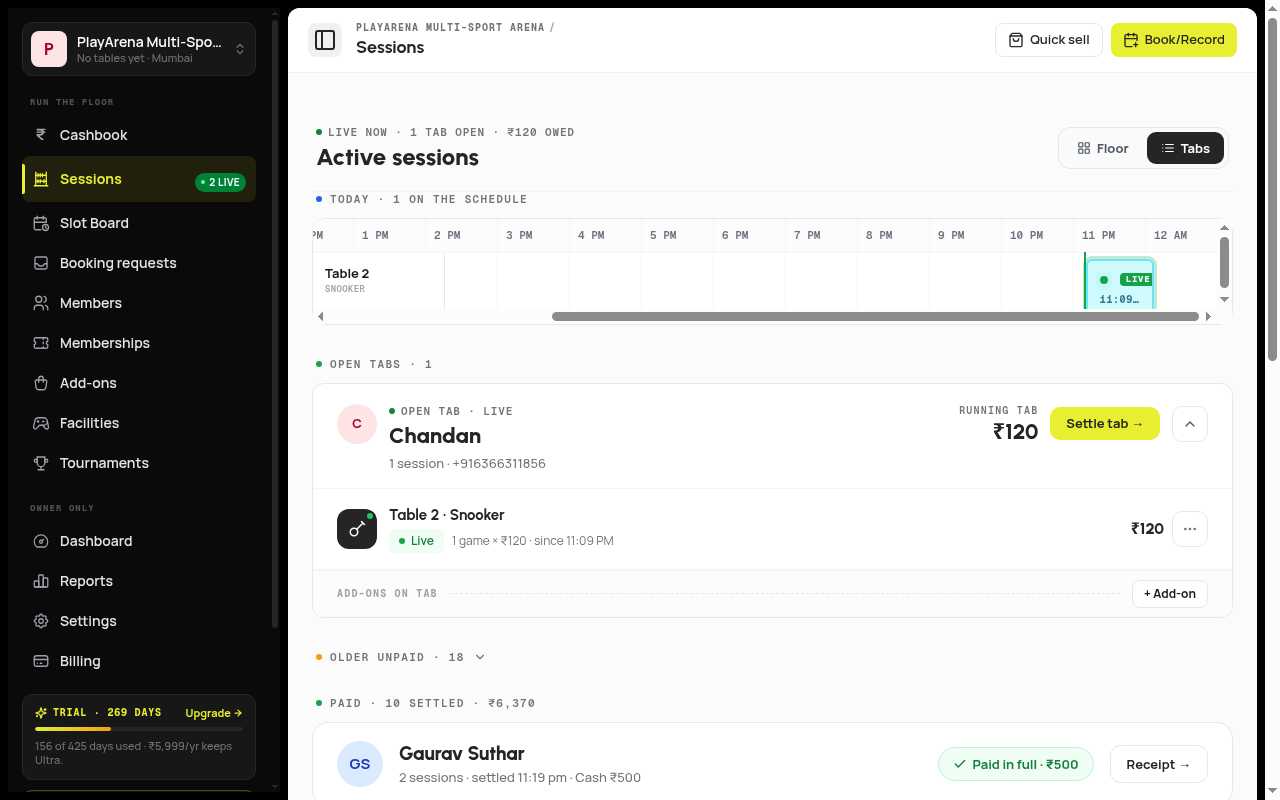 P
PlayArena Multi-Spo...
No tables yet · Mumbai
RUN THE FLOOR
₹ Cashbook
Sessions
2 LIVE
Slot Board
Booking requests
Members
Memberships
Add-ons
Facilities
Tournaments
OWNER ONLY
Dashboard
Reports
Settings
Billing
TRIAL · 269 DAYS
Upgrade →
156 of 425 days used · ₹5,999/yr keeps
Ultra.
PLAYARENA MULTI-SPORT ARENA /
Sessions
Quick sell
Book/Record
LIVE NOW · 1 TAB OPEN · ₹120 OWED
Active sessions
Floor
Tabs
TODAY · 1 ON THE SCHEDULE
PM 1 PM 2 PM 3 PM 4 PM 5 PM 6 PM 7 PM 8 PM 9 PM 10 PM 11 PM 12 AM
Table 2
SNOOKER
LIVE
11:09…
OPEN TABS · 1
C
OPEN TAB · LIVE
Chandan
1 session · +916366311856
RUNNING TAB
₹120
Settle tab →
Table 2 · Snooker
Live
1 game × ₹120 · since 11:09 PM
₹120
ADD-ONS ON TAB
+ Add-on
OLDER UNPAID · 18
PAID · 10 SETTLED · ₹6,370
GS
Gaurav Suthar
2 sessions · settled 11:19 pm · Cash ₹500
Paid in full · ₹500
Receipt →